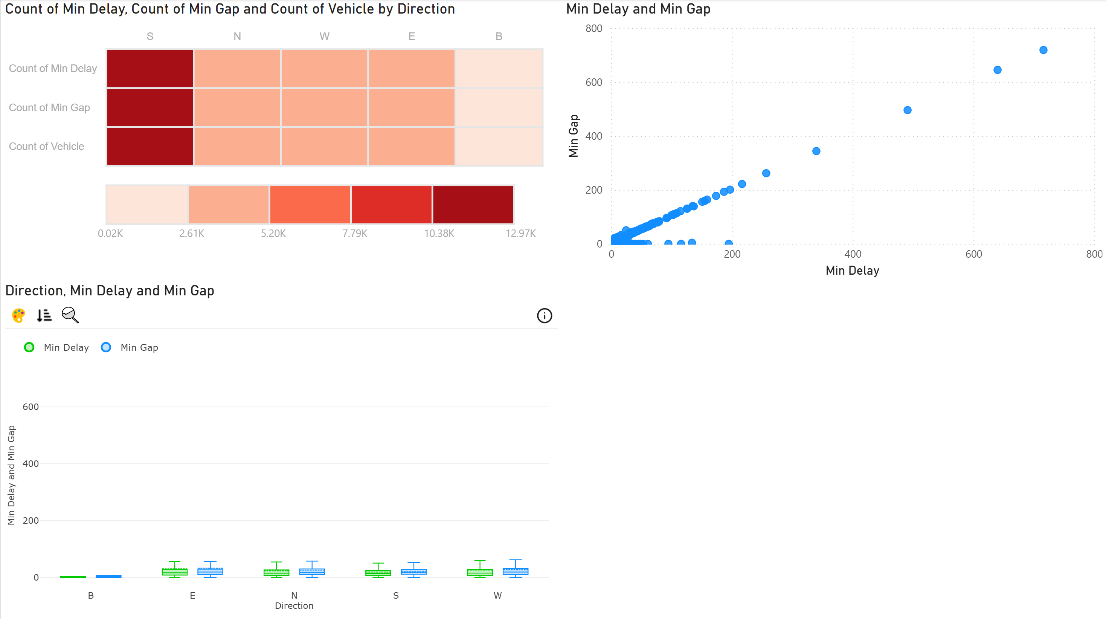 Count of Min Delay, Count of Min Gap and Count of Vehicle by Direction
S N W E B
Count of Min Delay
Count of Min Gap
Count of Vehicle
0.02K 2.61K 5.20K 7.79K 10.38K 12.97K
Min Delay and Min Gap
800
600
400
200
0
Min Gap
0 200 400 600 800
Min Delay
Direction, Min Delay and Min Gap
Min Delay Min Gap
600
400
200
0
Min Delay and Min Gap
B E N S W
Direction